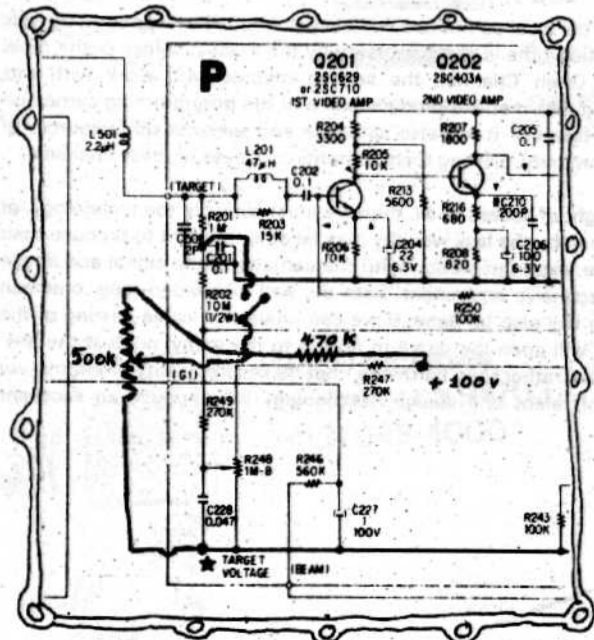 P
Q201
2SC629
or 2SC710
1ST VIDEO AMP
Q202
2SC403A
2ND VIDEO AMP
L50K
2.2µH
R204
3300
R205
10K
R207
1800
C205
0.1
L201
47µH
C202
0.1
(TARGET)
R201
1M
R203
15K
C201
0.1
R213
5600
C210
200P
R216
680
R206
10K
C204
22
6.3V
R208
820
C206
100
6.3V
R202
10M
(1/2W)
R250
100K
500K
470K
+100V
(G1)
R247
270K
R249
270K
R248
1M-B
R246
560K
C228
0.047
C227
1
100V
R243
100K
★ TARGET
VOLTAGE
(BEAM)